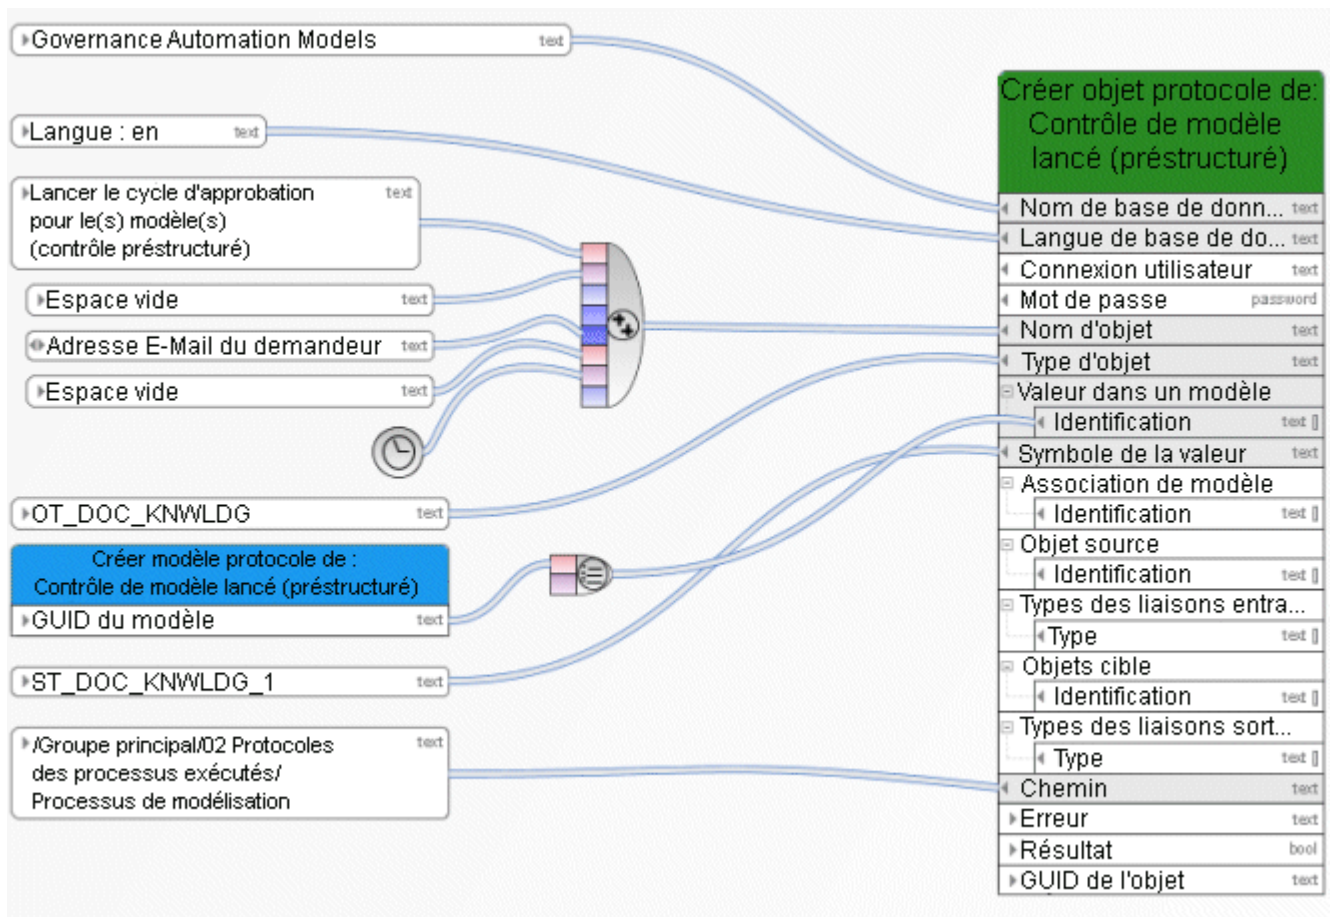 Governance Automation Models text
Langue : en text
Lancer le cycle d'approbation text
pour le(s) modèle(s)
(contrôle préstructuré)
Espace vide text
Adresse E-Mail du demandeur text
Espace vide text
OT_DOC_KNWLDG text
Créer modèle protocole de :
Contrôle de modèle lancé (préstructuré)
GUID du modèle text
ST_DOC_KNWLDG_1 text
/Groupe principal/02 Protocoles text
des processus exécutés/
Processus de modélisation
Créer objet protocole de:
Contrôle de modèle
lancé (préstructuré)
Nom de base de donn... text
Langue de base de do... text
Connexion utilisateur text
Mot de passe password
Nom d'objet text
Type d'objet text
Valeur dans un modèle
Identification text []
Symbole de la valeur text
Association de modèle
Identification text []
Objet source
Identification text []
Types des liaisons entra...
Type text []
Objets cible
Identification text []
Types des liaisons sort...
Type text []
Chemin text
Erreur text
Résultat bool
GUID de l'objet text